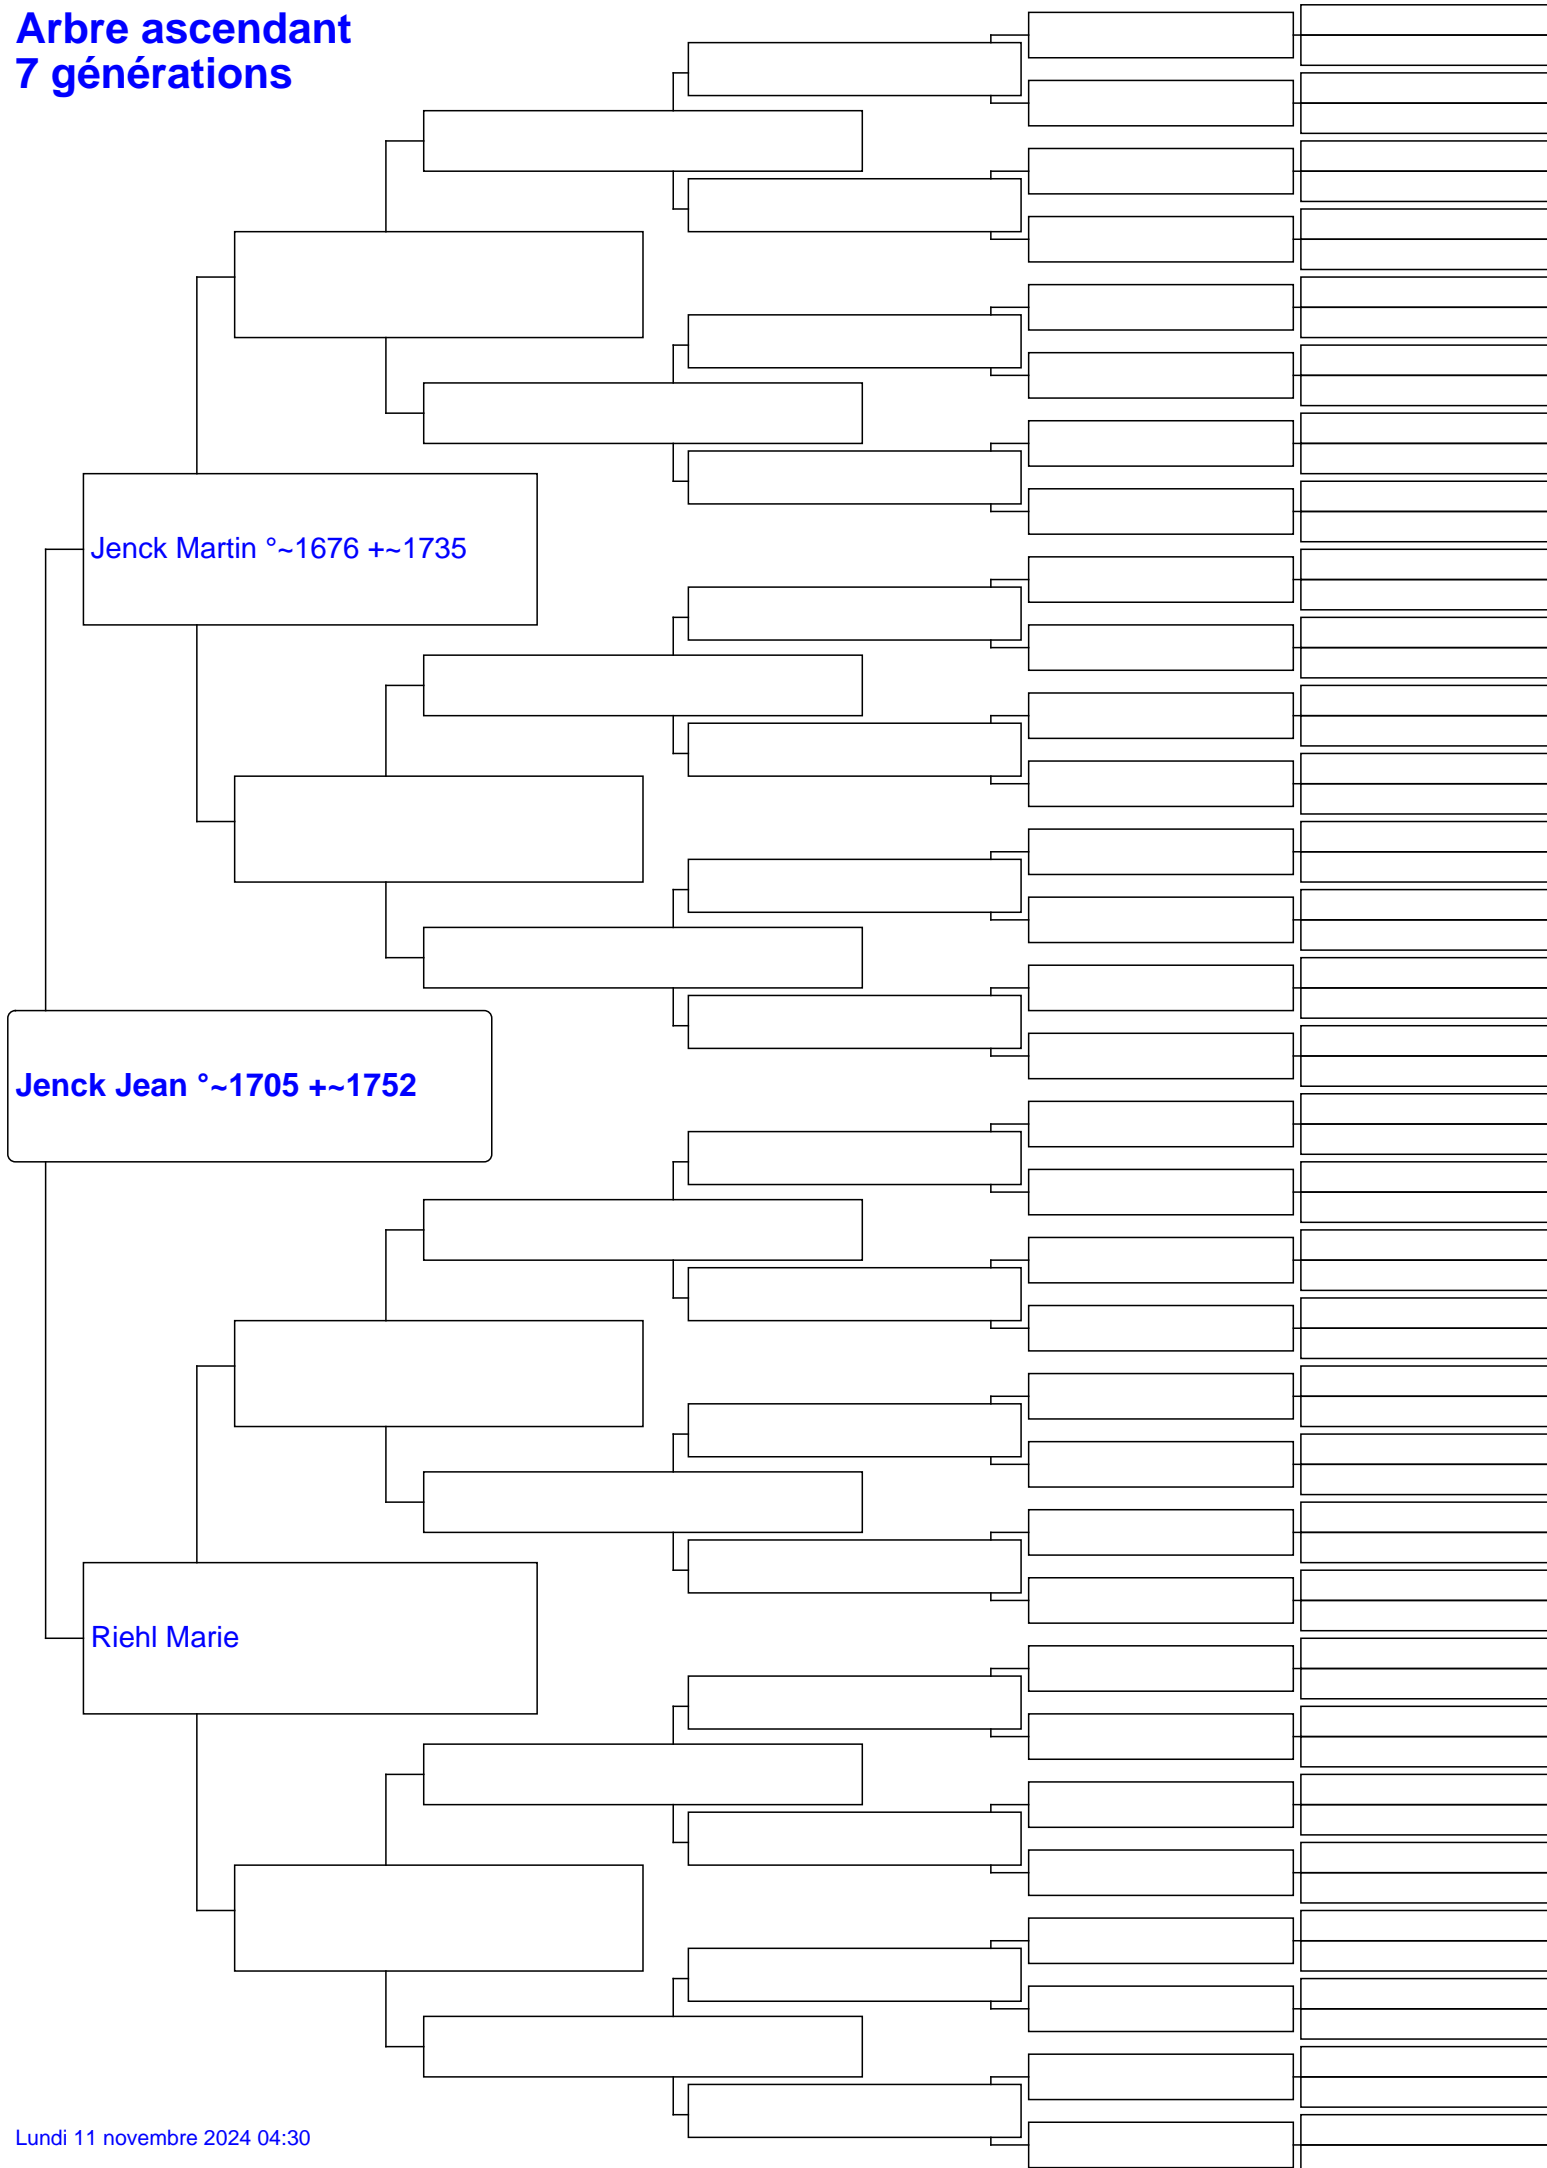 Arbre ascendant
7 générations
Jenck Martin °~1676 +~1735
Jenck Jean °~1705 +~1752
Riehl Marie
Lundi 11 novembre 2024 04:30